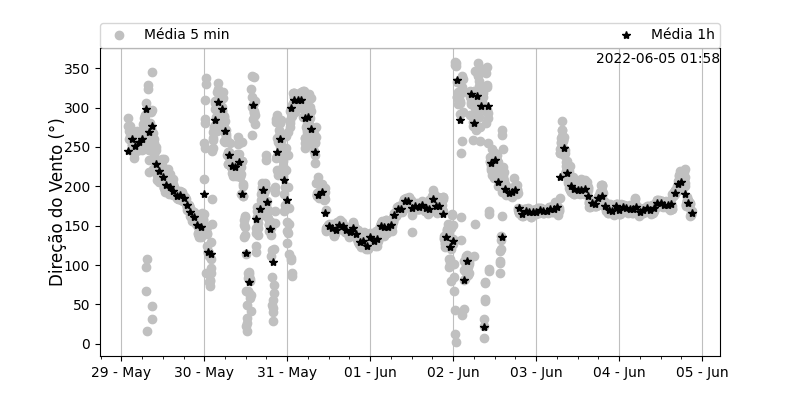 Média 5 min
Média 1h
2022-06-05 01:58
Direção do Vento (°)
350
300
250
200
150
100
50
0
29 - May
30 - May
31 - May
01 - Jun
02 - Jun
03 - Jun
04 - Jun
05 - Jun